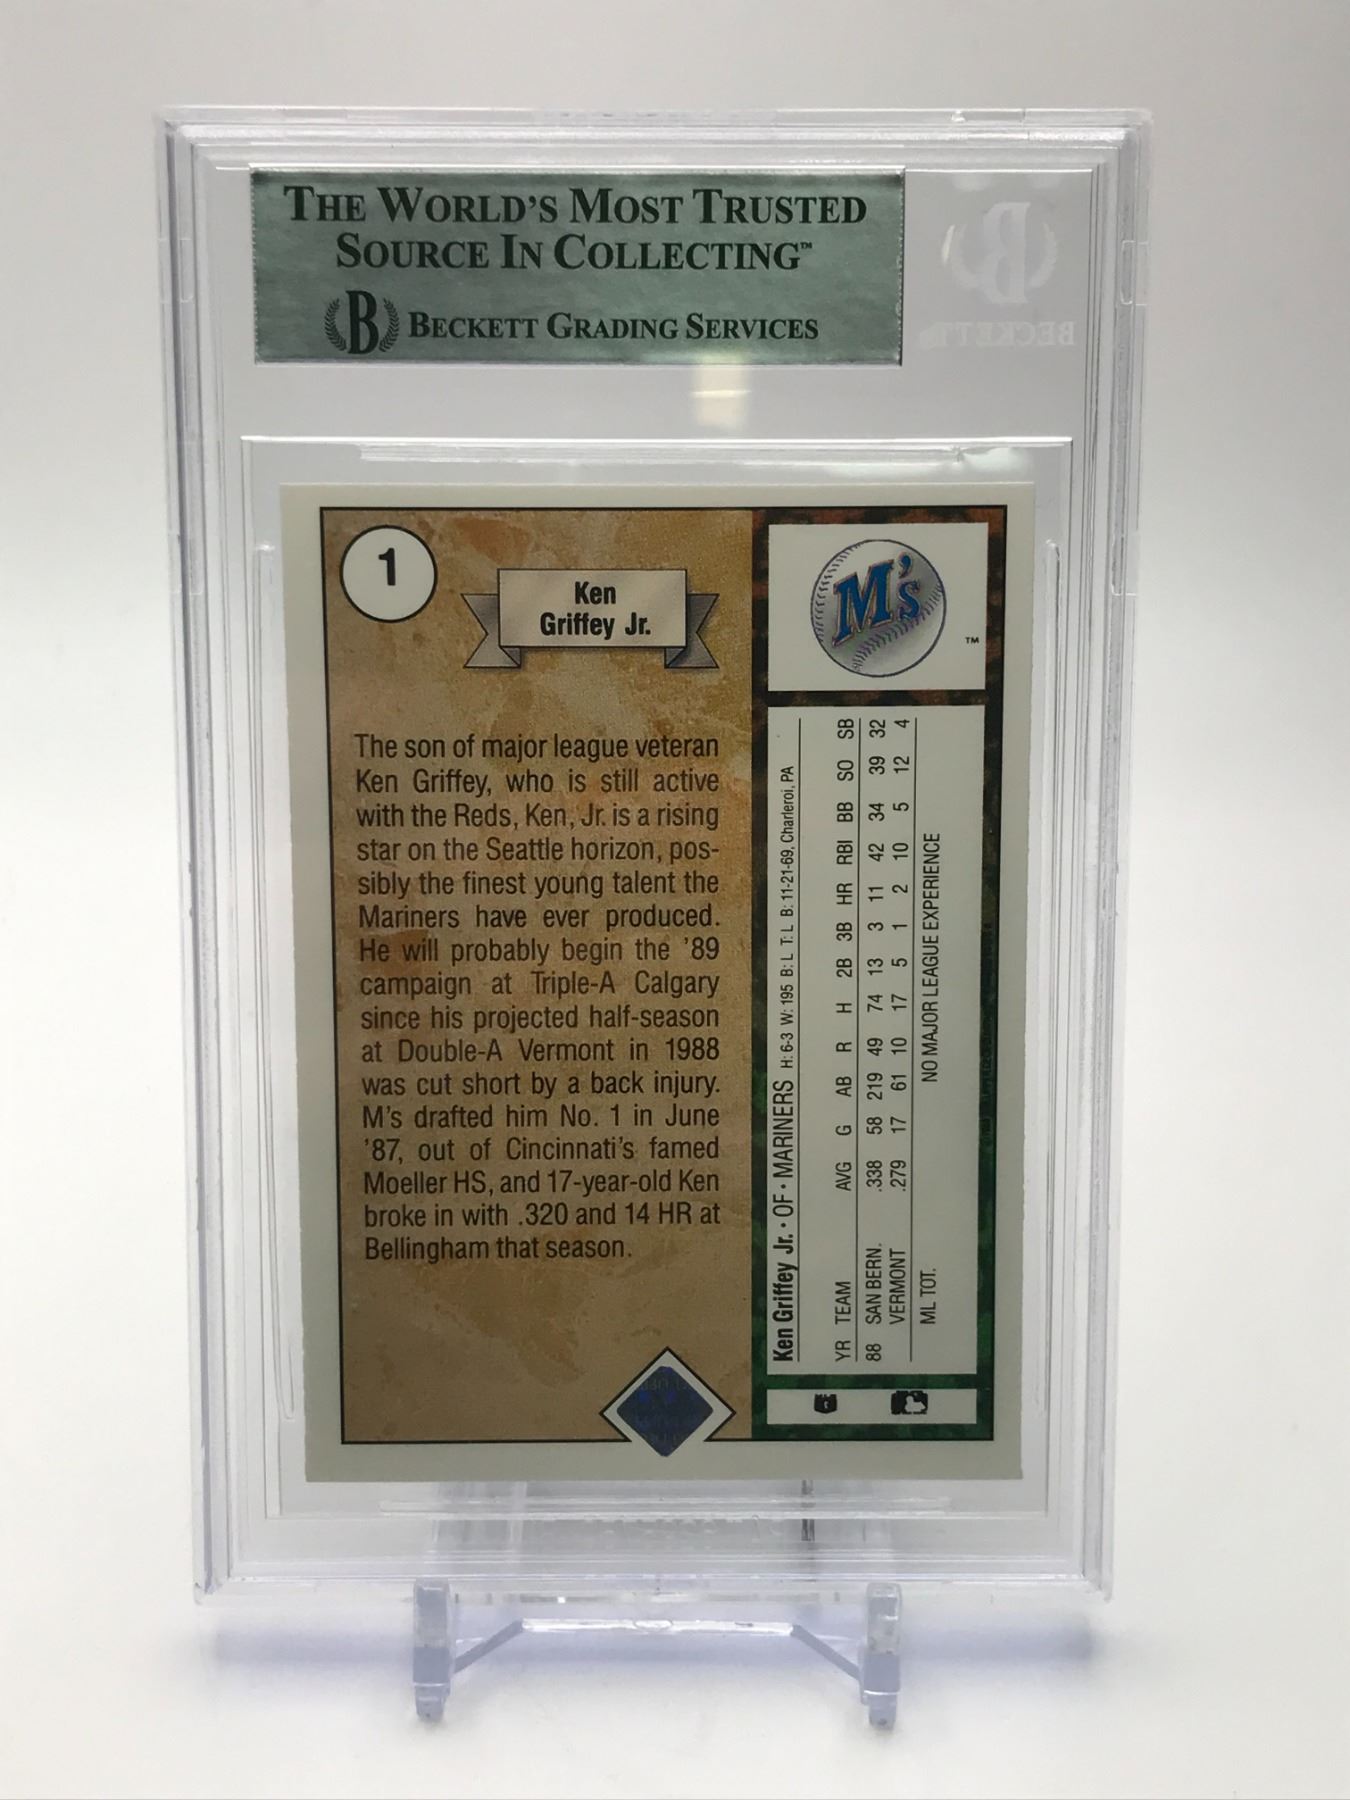 THE WORLD'S MOST TRUSTED
SOURCE IN COLLECTING™
B BECKETT GRADING SERVICES
B
BECKETT
1
Ken
Griffey Jr.
The son of major league veteran
Ken Griffey, who is still active
with the Reds, Ken, Jr. is a rising
star on the Seattle horizon, pos-
sibly the finest young talent the
Mariners have ever produced.
He will probably begin the '89
campaign at Triple-A Calgary
since his projected half-season
at Double-A Vermont in 1988
was cut short by a back injury.
M's drafted him No. 1 in June
'87, out of Cincinnati's famed
Moeller HS, and 17-year-old Ken
broke in with .320 and 14 HR at
Bellingham that season.
M's
TM
Ken Griffey Jr. • OF • MARINERS H: 6-3 W: 195 B: L T: L B: 11-21-69, Charleroi, PA
YR TEAM AVG G AB R H 2B 3B HR RBI BB SO SB
88 SAN BERN. .338 58 219 49 74 13 3 11 42 34 39 32
VERMONT .279 17 61 10 17 5 1 2 10 5 12 4
ML TOT. NO MAJOR LEAGUE EXPERIENCE